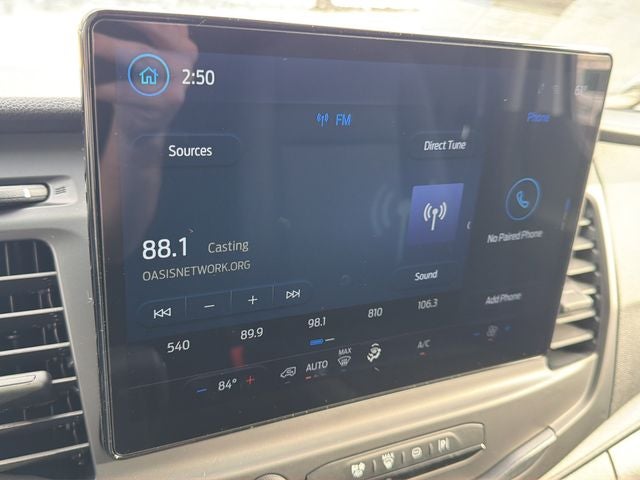 2:50
FM
Phone
Sources
Direct Tune
88.1 Casting
OASISNETWORK.ORG
No Paired Phone
Sound
Add Phone
540 89.9 98.1 810 106.3
84° AUTO MAX A/C
MAX